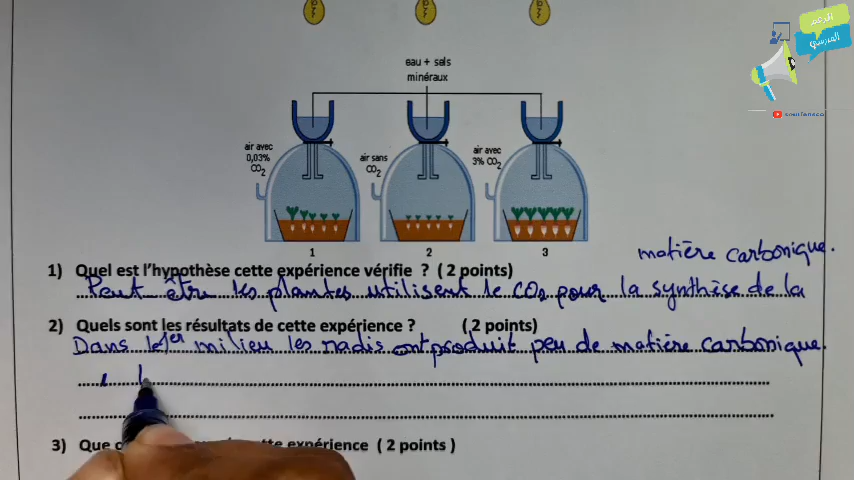 الدعم
المدرسي
eau + sels
minéraux
air avec
0,03%
CO₂
air sans
CO₂
air avec
3% CO₂
1 2 3
matière carbonique.
1) Quel est l'hypothèse cette expérience vérifie ? ( 2 points)
Peut être les plantes utilisent le CO₂ pour la synthèse de la
2) Quels sont les résultats de cette expérience ? ( 2 points)
Dans le 1er milieu les radis ont produit peu de matière carbonique.
3) Que cette expérience ( 2 points )